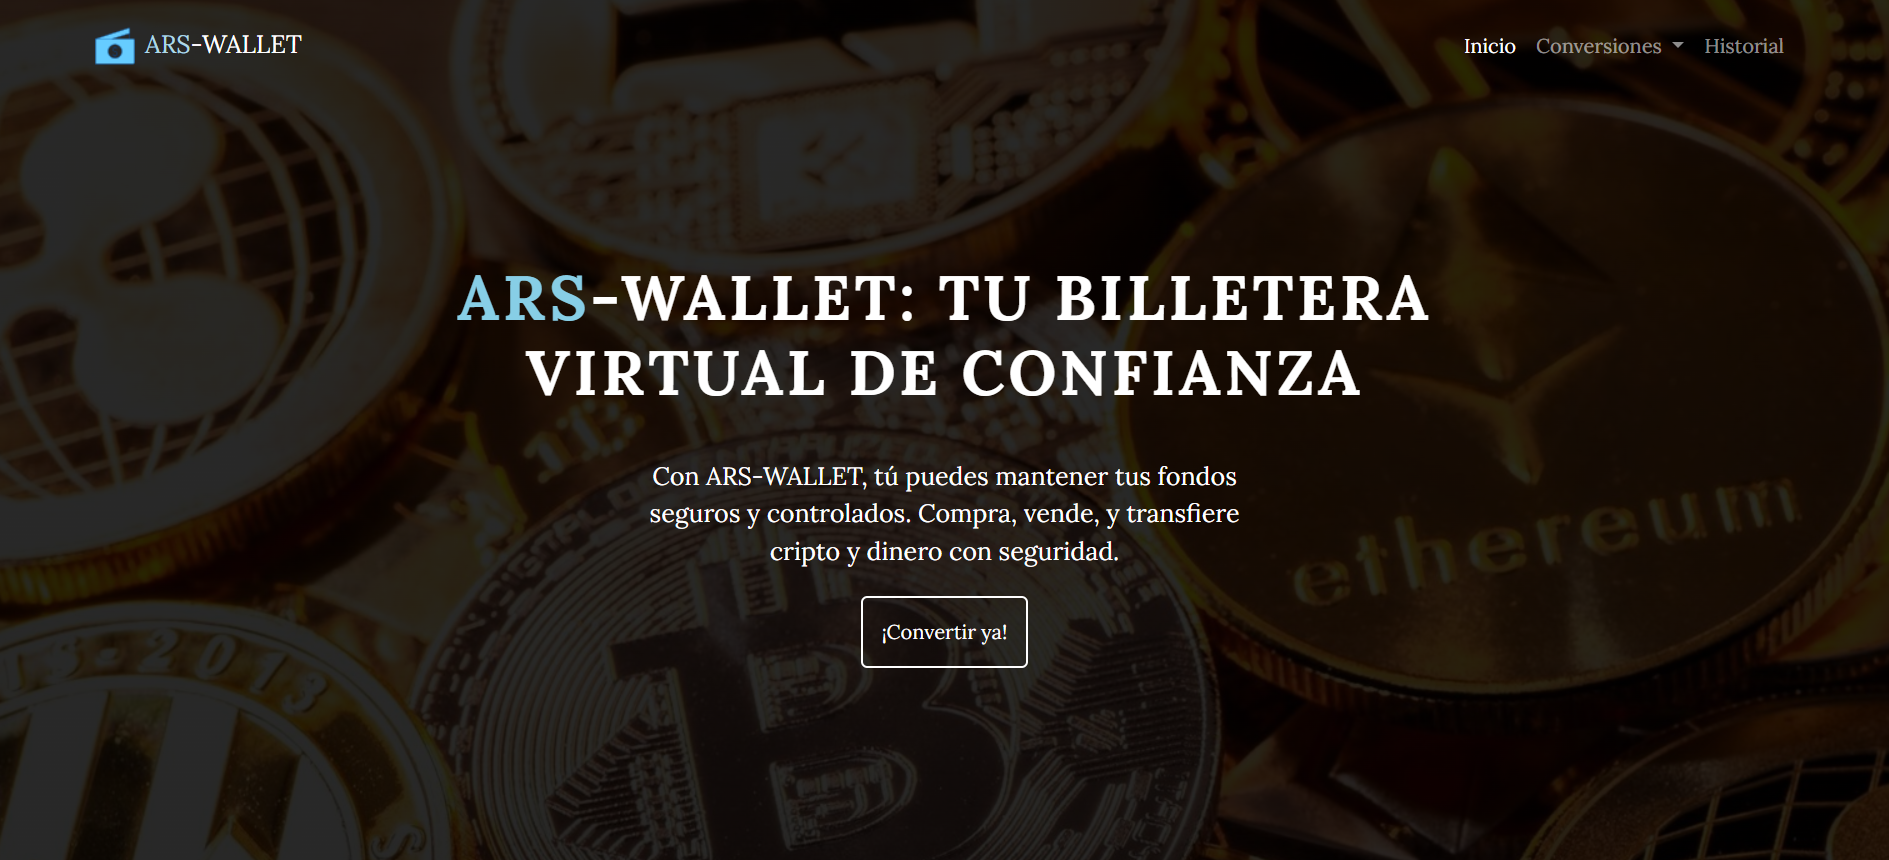 ARS-WALLET
Inicio Conversiones Historial
ARS-WALLET: TU BILLETERA
VIRTUAL DE CONFIANZA
Con ARS-WALLET, tú puedes mantener tus fondos
seguros y controlados. Compra, vende, y transfiere
cripto y dinero con seguridad.
¡Convertir ya!
ethereum
2013